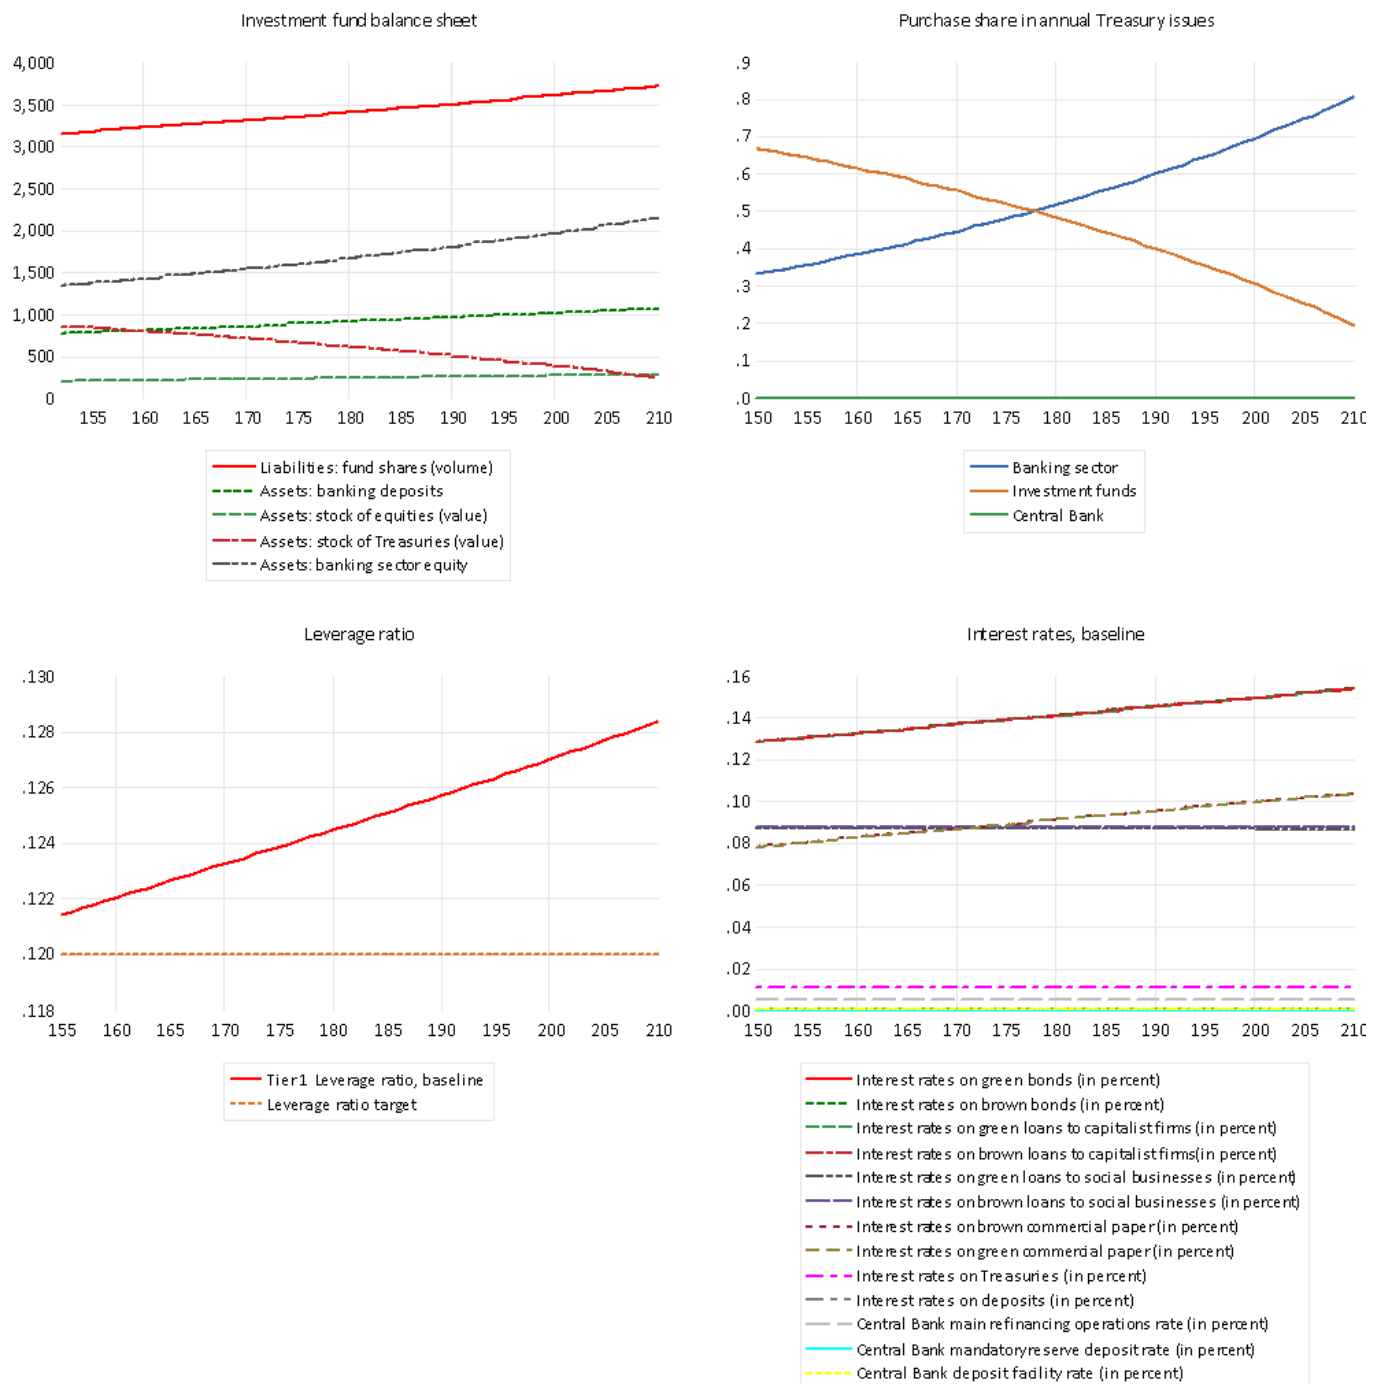 Investment fund balance sheet
4,000
3,500
3,000
2,500
2,000
1,500
1,000
500
0
155 160 165 170 175 180 185 190 195 200 205 210
Liabilities: fund shares (volume)
Assets: banking deposits
Assets: stock of equities (value)
Assets: stock of Treasuries (value)
Assets: banking sector equity
Purchase share in annual Treasury issues
.9
.8
.7
.6
.5
.4
.3
.2
.1
.0
150 155 160 165 170 175 180 185 190 195 200 205 210
Banking sector
Investment funds
Central Bank
Leverage ratio
.130
.128
.126
.124
.122
.120
.118
155 160 165 170 175 180 185 190 195 200 205 210
Tier 1 Leverage ratio, baseline
Leverage ratio target
Interest rates, baseline
.16
.14
.12
.10
.08
.06
.04
.02
.00
150 155 160 165 170 175 180 185 190 195 200 205 210
Interest rates on green bonds (in percent)
Interest rates on brown bonds (in percent)
Interest rates on green loans to capitalist firms (in percent)
Interest rates on brown loans to capitalist firms(in percent)
Interest rates on green loans to social businesses (in percent)
Interest rates on brown loans to social businesses (in percent)
Interest rates on brown commercial paper (in percent)
Interest rates on green commercial paper (in percent)
Interest rates on Treasuries (in percent)
Interest rates on deposits (in percent)
Central Bank main refinancing operations rate (in percent)
Central Bank mandatory reserve deposit rate (in percent)
Central Bank deposit facility rate (in percent)